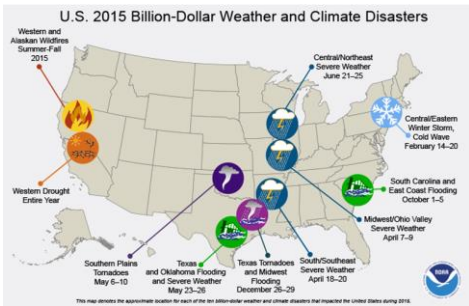 U.S. 2015 Billion-Dollar Weather and Climate Disasters
Western and
Alaskan Wildfires
Summer-Fall
2015
Central/Northeast
Severe Weather
June 21–25
Central/Eastern
Winter Storm,
Cold Wave
February 14–20
South Carolina and
East Coast Flooding
October 1–5
Western Drought
Entire Year
Midwest/Ohio Valley
Severe Weather
April 7–9
Southern Plains
Tornadoes
May 6–10
Texas
and Oklahoma Flooding
and Severe Weather
May 23–26
Texas Tornadoes
and Midwest
Flooding
December 26–29
South/Southeast
Severe Weather
April 18–20
NOAA
This map denotes the approximate location for each of the ten billion-dollar weather and climate disasters that impacted the United States during 2015.